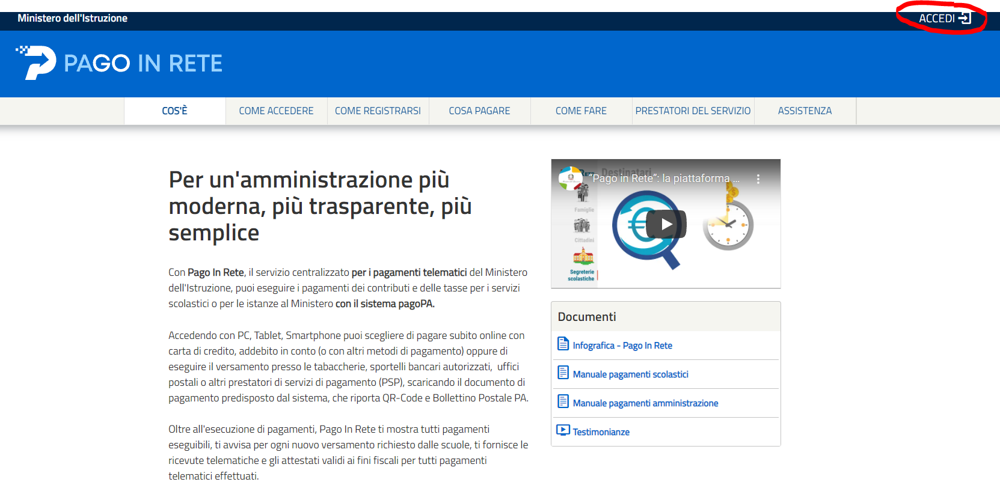 Ministero dell'Istruzione
ACCEDI
PAGO IN RETE
COS'È
COME ACCEDERE
COME REGISTRARSI
COSA PAGARE
COME FARE
PRESTATORI DEL SERVIZIO
ASSISTENZA
Per un'amministrazione più
moderna, più trasparente, più
semplice
Con Pago In Rete, il servizio centralizzato per i pagamenti telematici del Ministero
dell'Istruzione, puoi eseguire i pagamenti dei contributi e delle tasse per i servizi
scolastici o per le istanze al Ministero con il sistema pagoPA.
Accedendo con PC, Tablet, Smartphone puoi scegliere di pagare subito online con
carta di credito, addebito in conto (o con altri metodi di pagamento) oppure di
eseguire il versamento presso le tabaccherie, sportelli bancari autorizzati, uffici
postali o altri prestatori di servizi di pagamento (PSP), scaricando il documento di
pagamento predisposto dal sistema, che riporta QR-Code e Bollettino Postale PA.
Oltre all'esecuzione di pagamenti, Pago In Rete ti mostra tutti pagamenti
eseguibili, ti avvisa per ogni nuovo versamento richiesto dalle scuole, ti fornisce le
ricevute telematiche e gli attestati validi ai fini fiscali per tutti pagamenti
telematici effettuati.
Destinatari
"Pago in Rete": la piattaforma ...
Famiglie
Cittadini
Segreterie
scolastiche
Documenti
Infografica - Pago In Rete
Manuale pagamenti scolastici
Manuale pagamenti amministrazione
Testimonianze